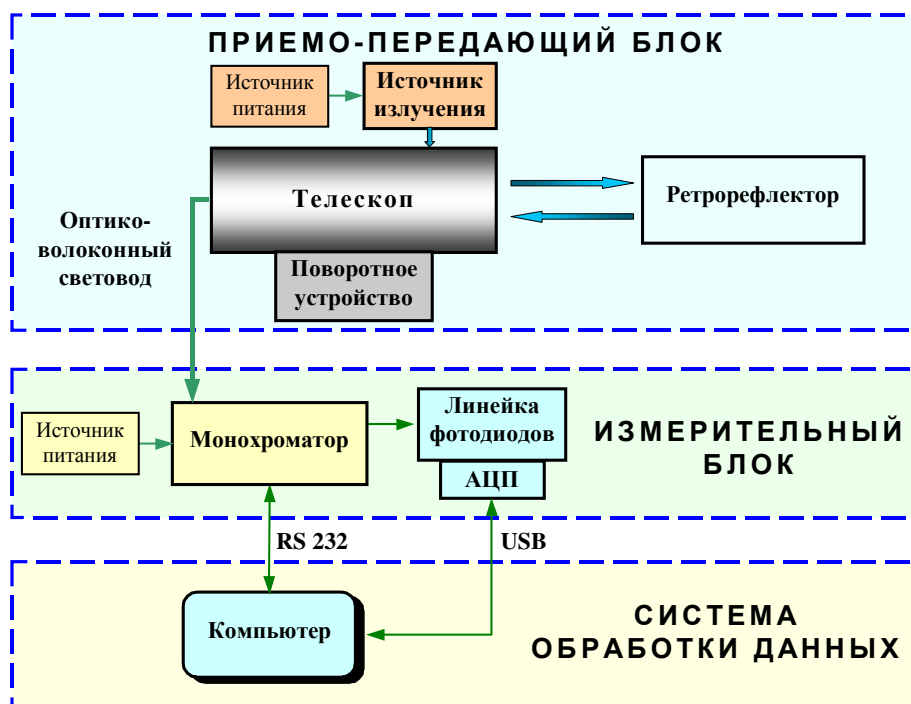 ПРИЕМО-ПЕРЕДАЮЩИЙ БЛОК
Источник
питания
Источник
излучения
Телескоп
Ретрорефлектор
Оптико-
волоконный
световод
Поворотное
устройство
Источник
питания
Монохроматор
Линейка
фотодиодов
АЦП
ИЗМЕРИТЕЛЬНЫЙ
БЛОК
RS 232
USB
Компьютер
СИСТЕМА
ОБРАБОТКИ ДАННЫХ